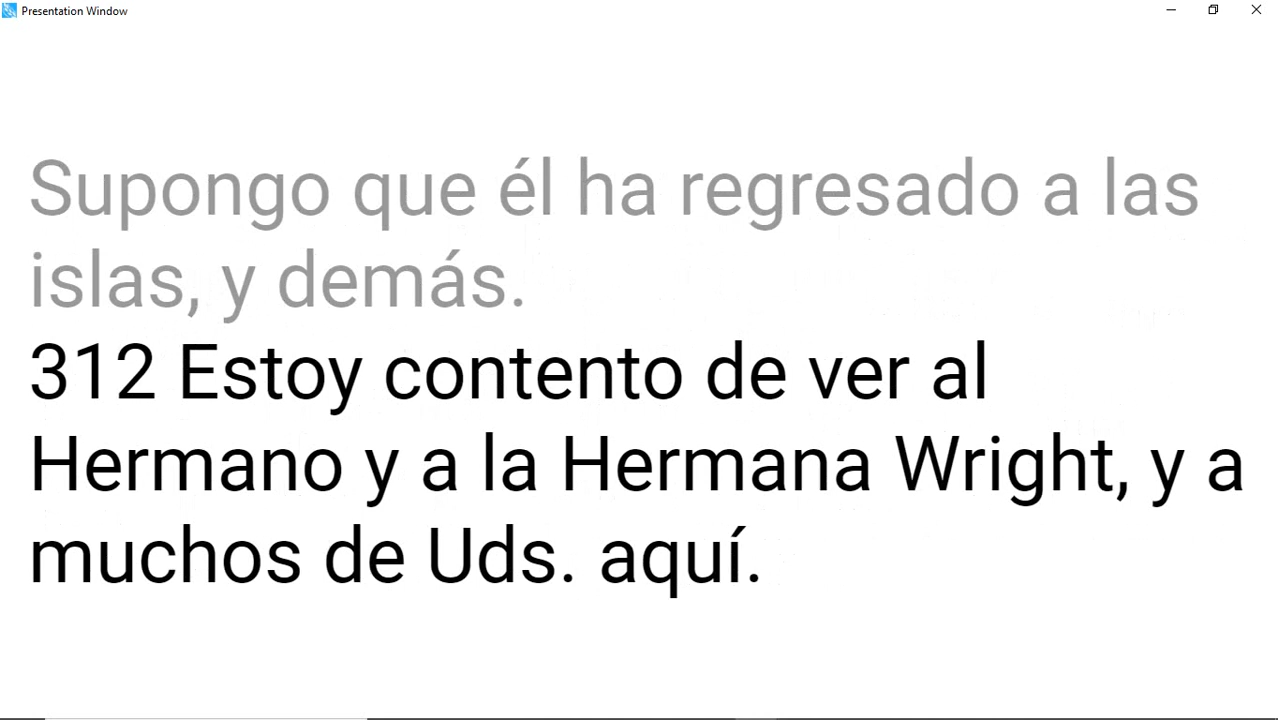 Presentation Window
Supongo que él ha regresado a las
islas, y demás.
312 Estoy contento de ver al
Hermano y a la Hermana Wright, y a
muchos de Uds. aquí.